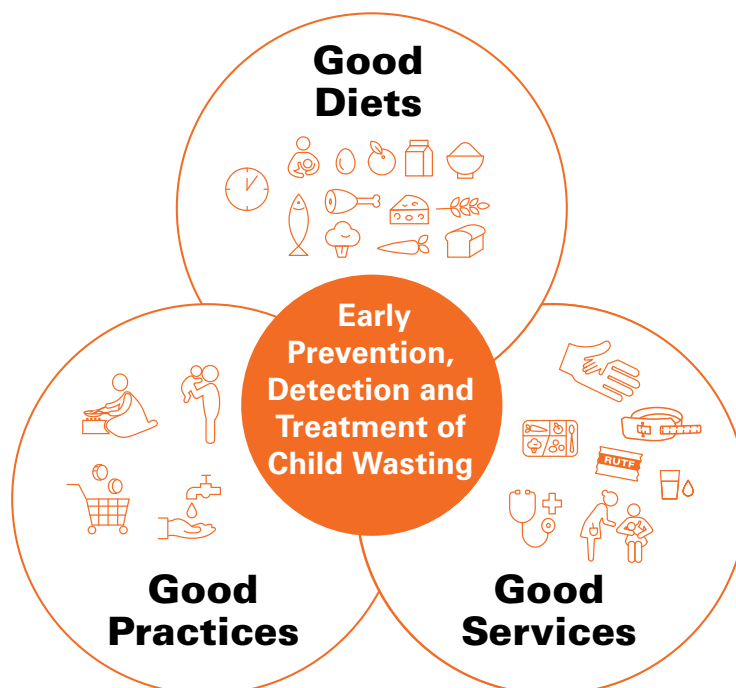 Good
Diets
Early
Prevention,
Detection and
Treatment of
Child Wasting
RUTF
Good
Practices
Good
Services